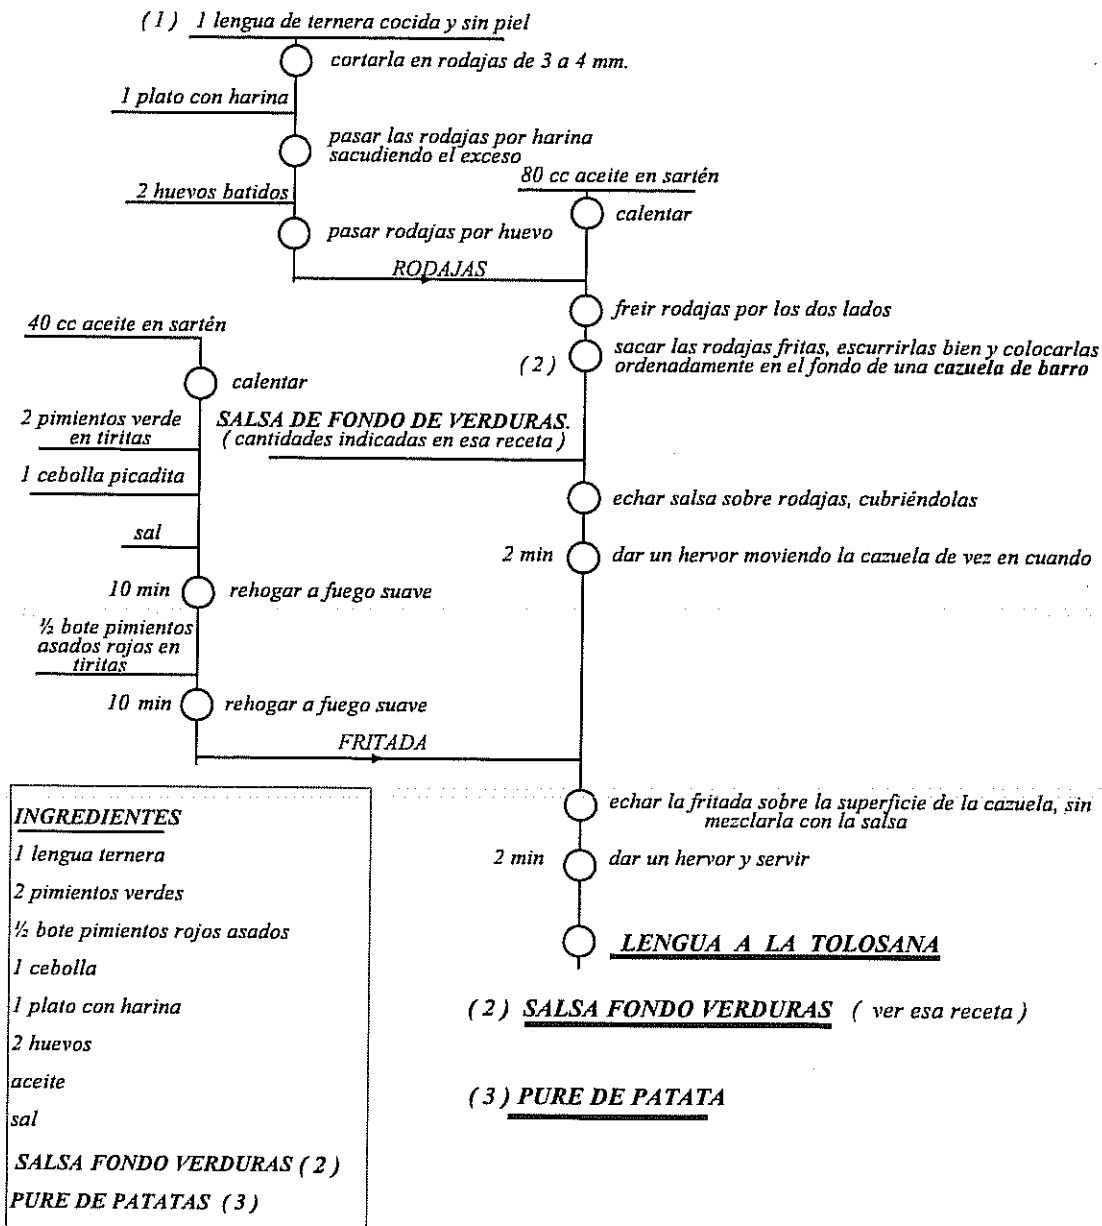 (1) 1 lengua de ternera cocida y sin piel
cortarla en rodajas de 3 a 4 mm.
1 plato con harina
pasar las rodajas por harina
sacudiendo el exceso
2 huevos batidos
pasar rodajas por huevo
RODAJAS
80 cc aceite en sartén
calentar
freir rodajas por los dos lados
(2) sacar las rodajas fritas, escurrirlas bien y colocarlas
ordenadamente en el fondo de una cazuela de barro
SALSA DE FONDO DE VERDURAS.
( cantidades indicadas en esa receta )
echar salsa sobre rodajas, cubriéndolas
2 min dar un hervor moviendo la cazuela de vez en cuando
40 cc aceite en sartén
calentar
2 pimientos verde
en tiritas
1 cebolla picadita
sal
10 min rehogar a fuego suave
½ bote pimientos
asados rojos en
tiritas
10 min rehogar a fuego suave
FRITADA
echar la fritada sobre la superficie de la cazuela, sin
mezclarla con la salsa
2 min dar un hervor y servir
LENGUA A LA TOLOSANA
(2) SALSA FONDO VERDURAS ( ver esa receta )
(3) PURE DE PATATA
INGREDIENTES
1 lengua ternera
2 pimientos verdes
½ bote pimientos rojos asados
1 cebolla
1 plato con harina
2 huevos
aceite
sal
SALSA FONDO VERDURAS (2)
PURE DE PATATAS (3)